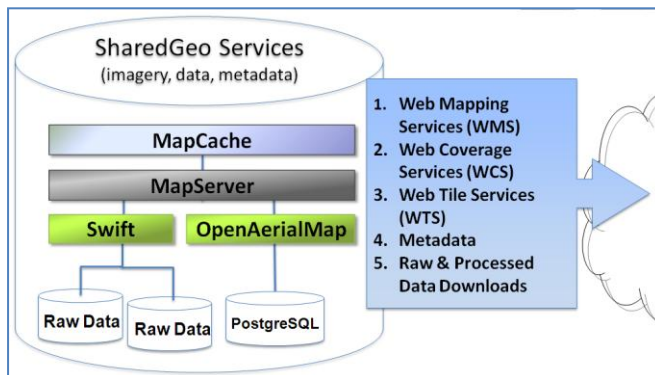 SharedGeo Services
(imagery, data, metadata)
MapCache
MapServer
Swift
OpenAerialMap
Raw Data
Raw Data
PostgreSQL
1. Web Mapping
Services (WMS)
2. Web Coverage
Services (WCS)
3. Web Tile Services
(WTS)
4. Metadata
5. Raw & Processed
Data Downloads